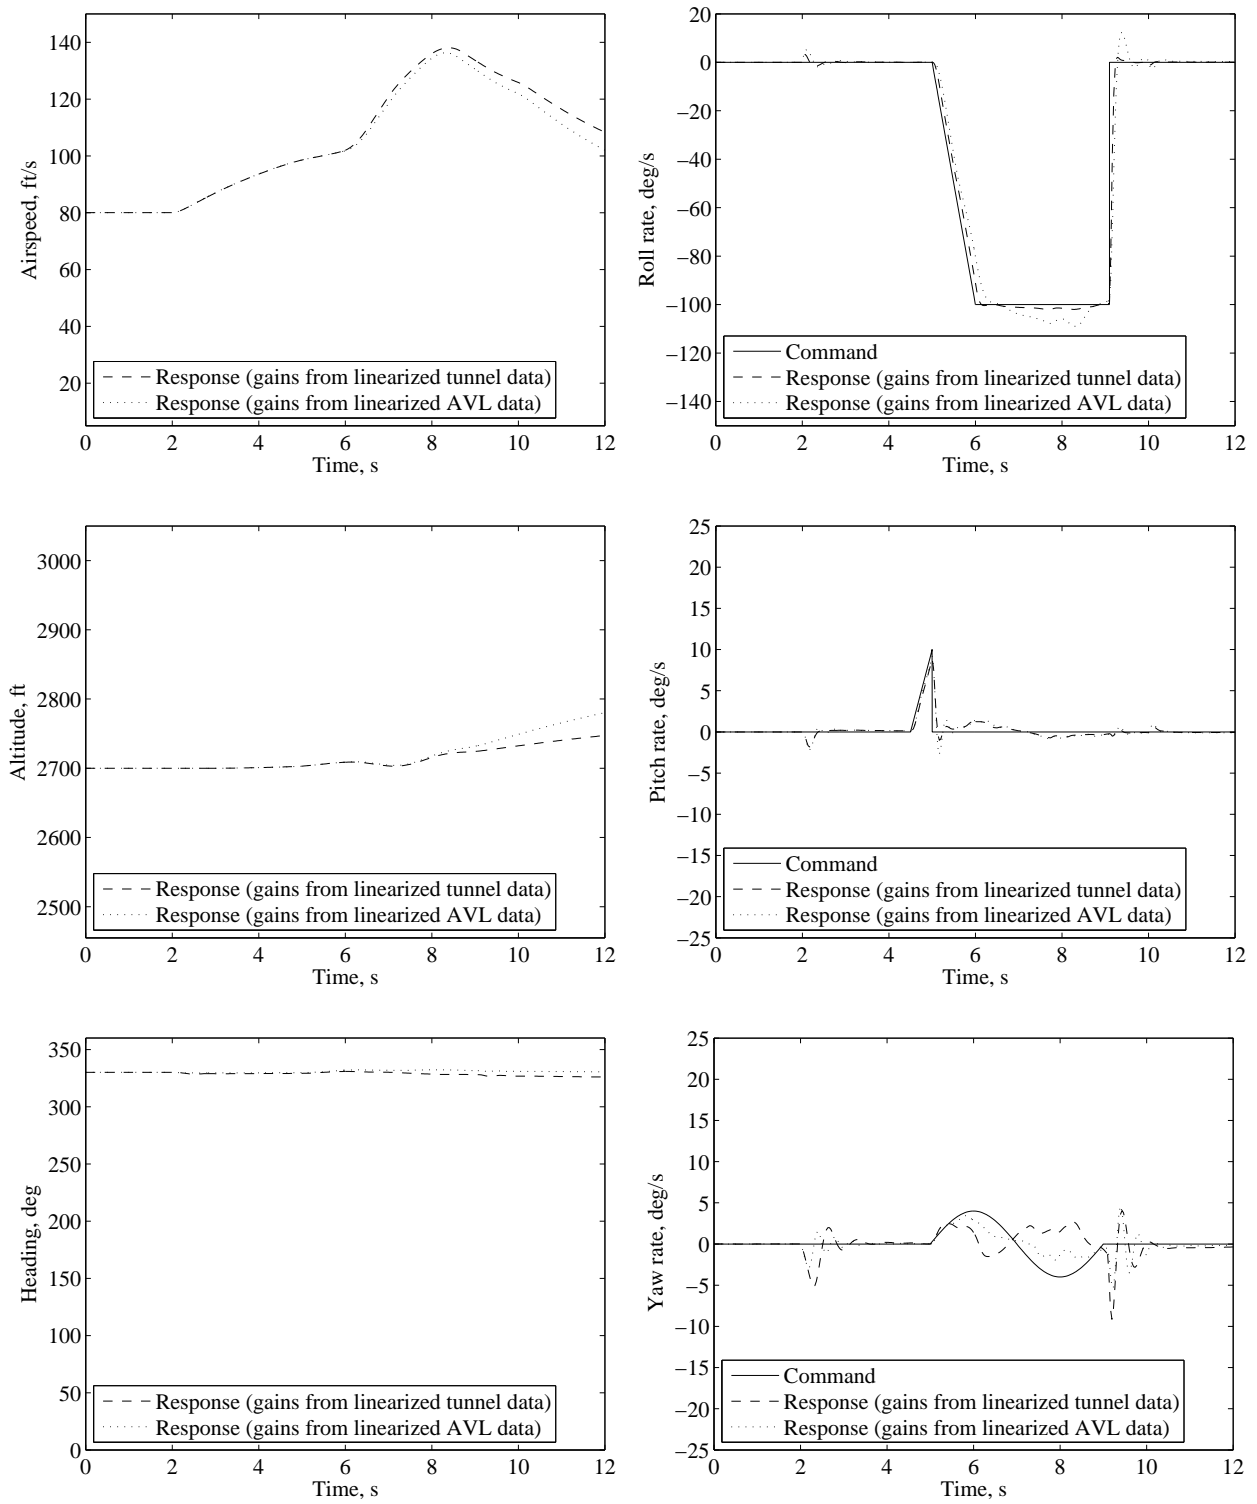 140
120
100
80
60
40
20
Airspeed, ft/s
Response (gains from linearized tunnel data)
Response (gains from linearized AVL data)
0 2 4 6 8 10 12
Time, s
20
0
−20
−40
−60
−80
−100
−120
−140
Roll rate, deg/s
Command
Response (gains from linearized tunnel data)
Response (gains from linearized AVL data)
0 2 4 6 8 10 12
Time, s
3000
2900
2800
2700
2600
2500
Altitude, ft
Response (gains from linearized tunnel data)
Response (gains from linearized AVL data)
0 2 4 6 8 10 12
Time, s
25
20
15
10
5
0
−5
−10
−15
−20
−25
Pitch rate, deg/s
Command
Response (gains from linearized tunnel data)
Response (gains from linearized AVL data)
0 2 4 6 8 10 12
Time, s
350
300
250
200
150
100
50
0
Heading, deg
Response (gains from linearized tunnel data)
Response (gains from linearized AVL data)
0 2 4 6 8 10 12
Time, s
25
20
15
10
5
0
−5
−10
−15
−20
−25
Yaw rate, deg/s
Command
Response (gains from linearized tunnel data)
Response (gains from linearized AVL data)
0 2 4 6 8 10 12
Time, s